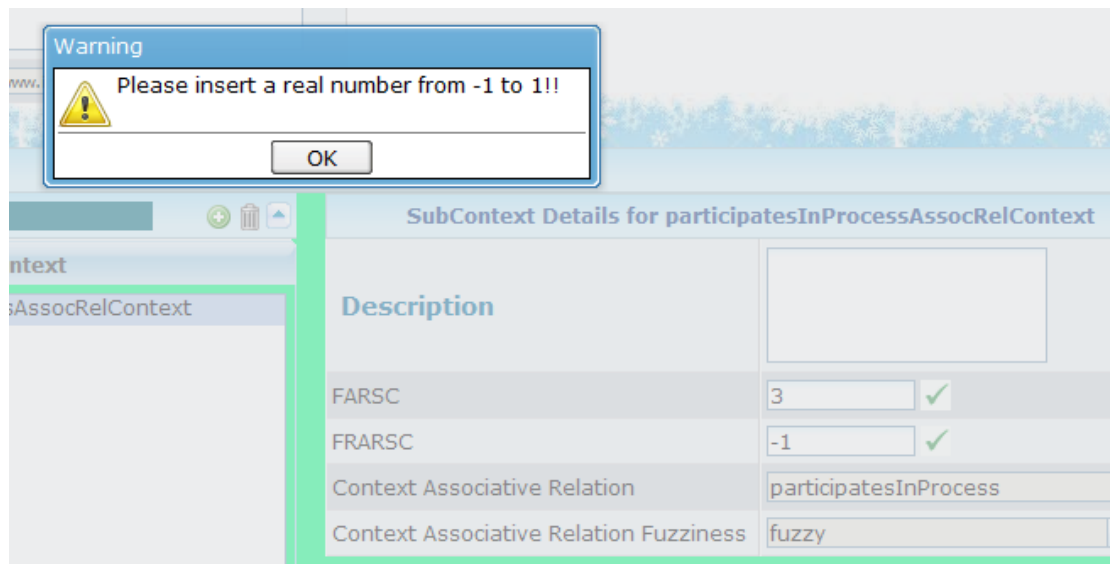 Warning
Please insert a real number from -1 to 1!!
www.
OK
SubContext Details for participatesInProcessAssocRelContext
ntext
sAssocRelContext
Description
FARSC 3
FRARSC -1
Context Associative Relation participatesInProcess
Context Associative Relation Fuzziness fuzzy